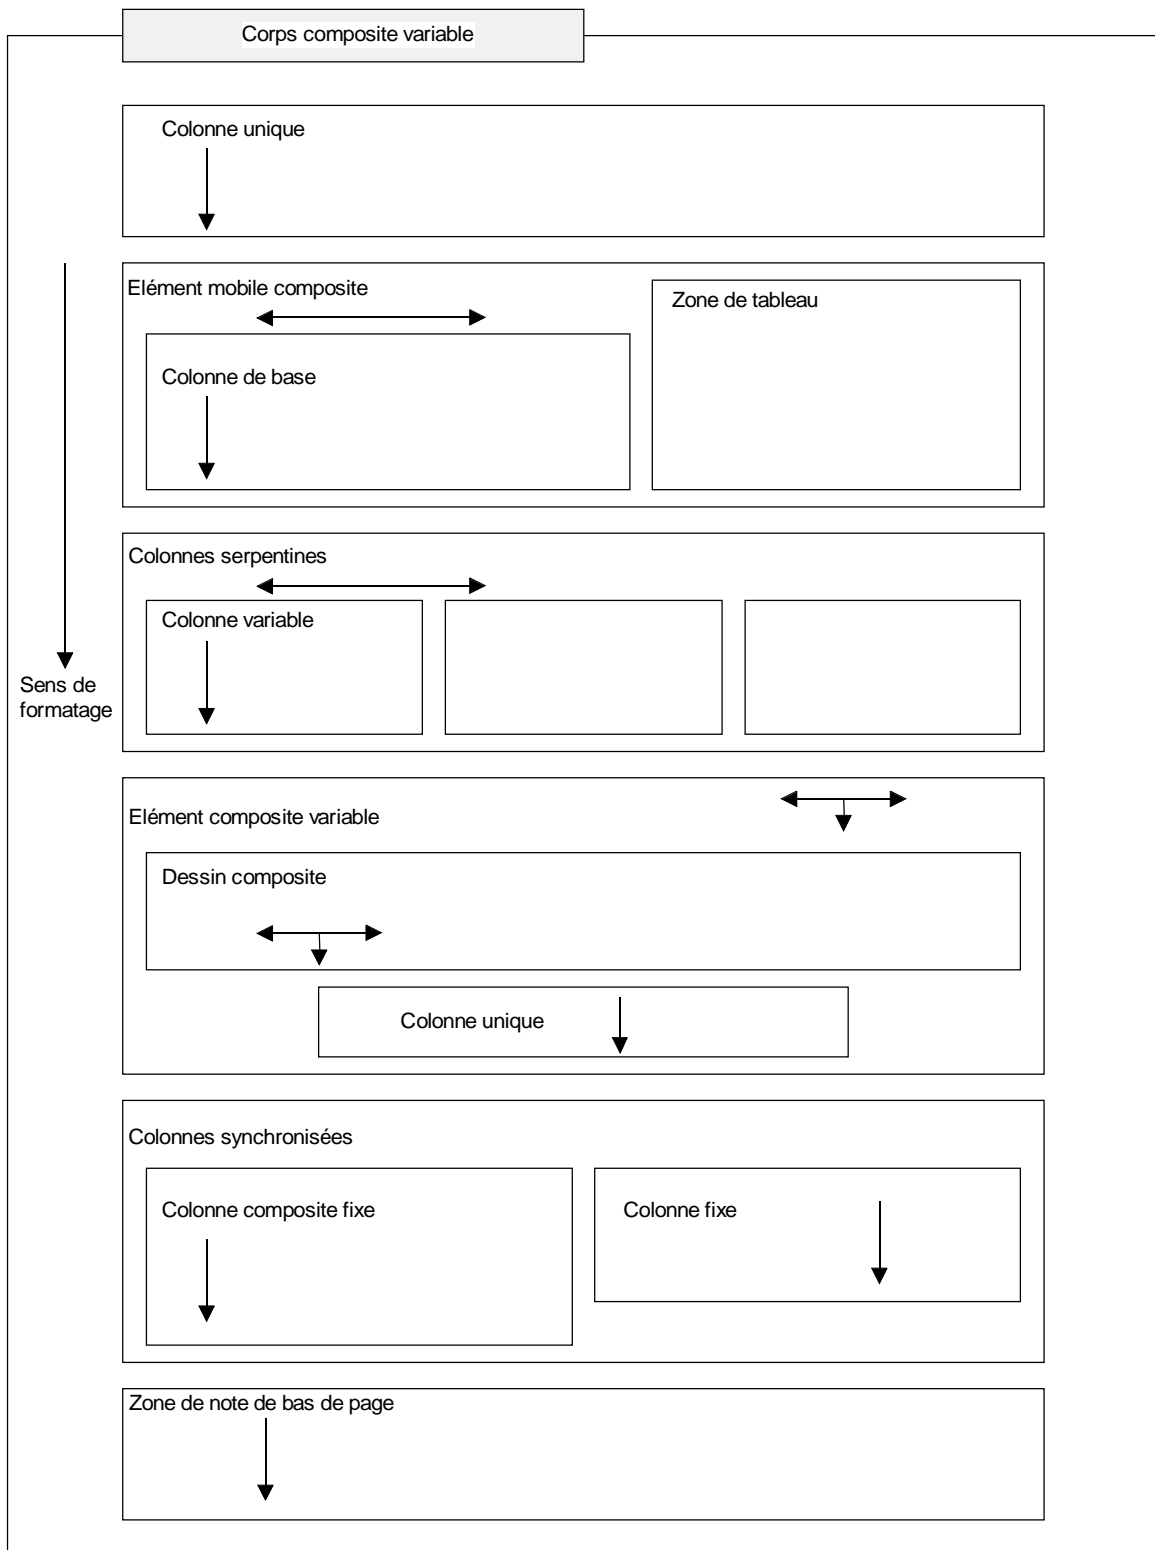 Corps composite variable
Colonne unique
Elément mobile composite
Zone de tableau
Colonne de base
Colonnes serpentines
Colonne variable
Sens de
formatage
Elément composite variable
Dessin composite
Colonne unique
Colonnes synchronisées
Colonne composite fixe
Colonne fixe
Zone de note de bas de page